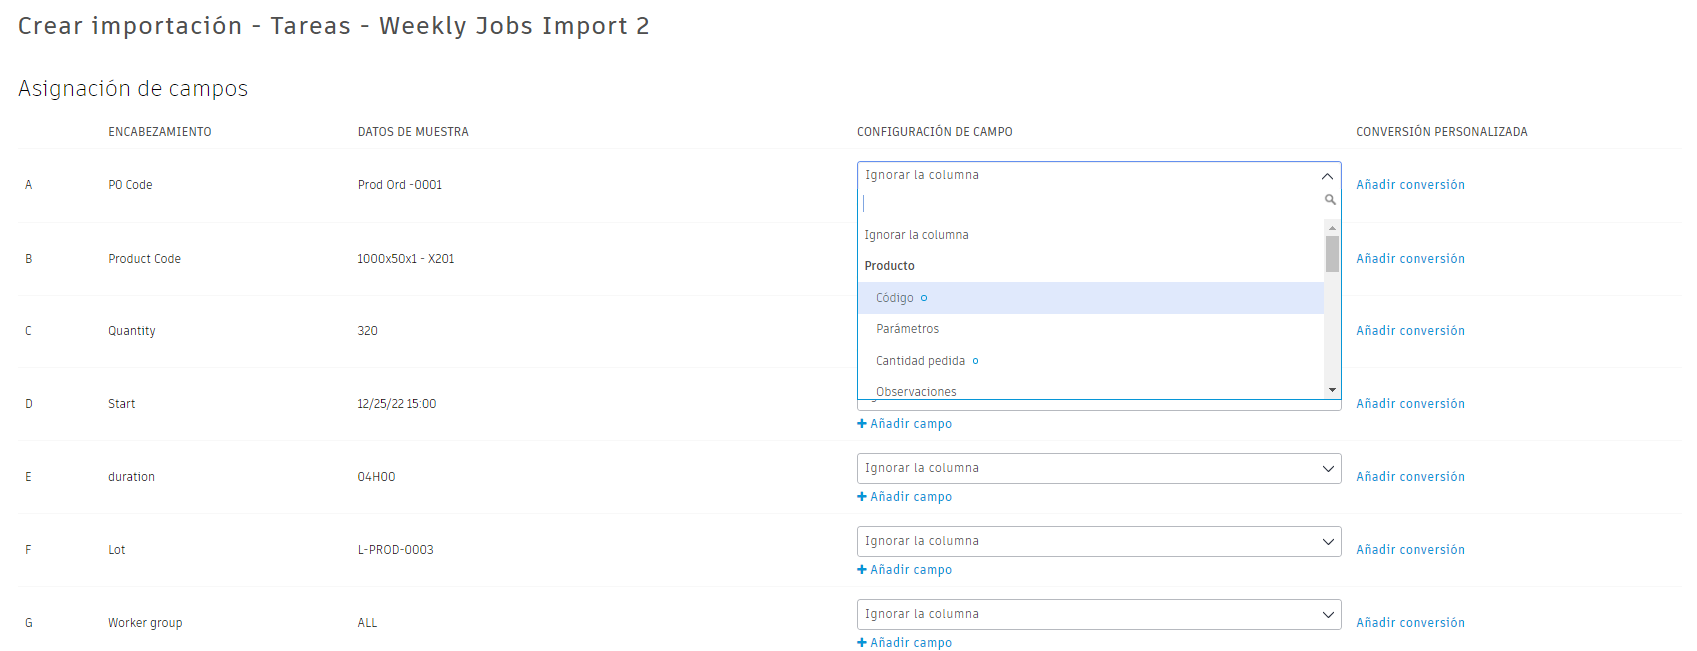 Crear importación - Tareas - Weekly Jobs Import 2
Asignación de campos
ENCABEZAMIENTO DATOS DE MUESTRA CONFIGURACIÓN DE CAMPO CONVERSIÓN PERSONALIZADA
A PO Code Prod Ord -0001 Ignorar la columna Añadir conversión
Ignorar la columna
B Product Code 1000x50x1 - X201 Añadir conversión
Producto
Código
C Quantity 320 Parámetros Añadir conversión
Cantidad pedida
Observaciones
D Start 12/25/22 15:00 Añadir conversión
+ Añadir campo
E duration 04H00 Ignorar la columna Añadir conversión
+ Añadir campo
F Lot L-PROD-0003 Ignorar la columna Añadir conversión
+ Añadir campo
G Worker group ALL Ignorar la columna Añadir conversión
+ Añadir campo